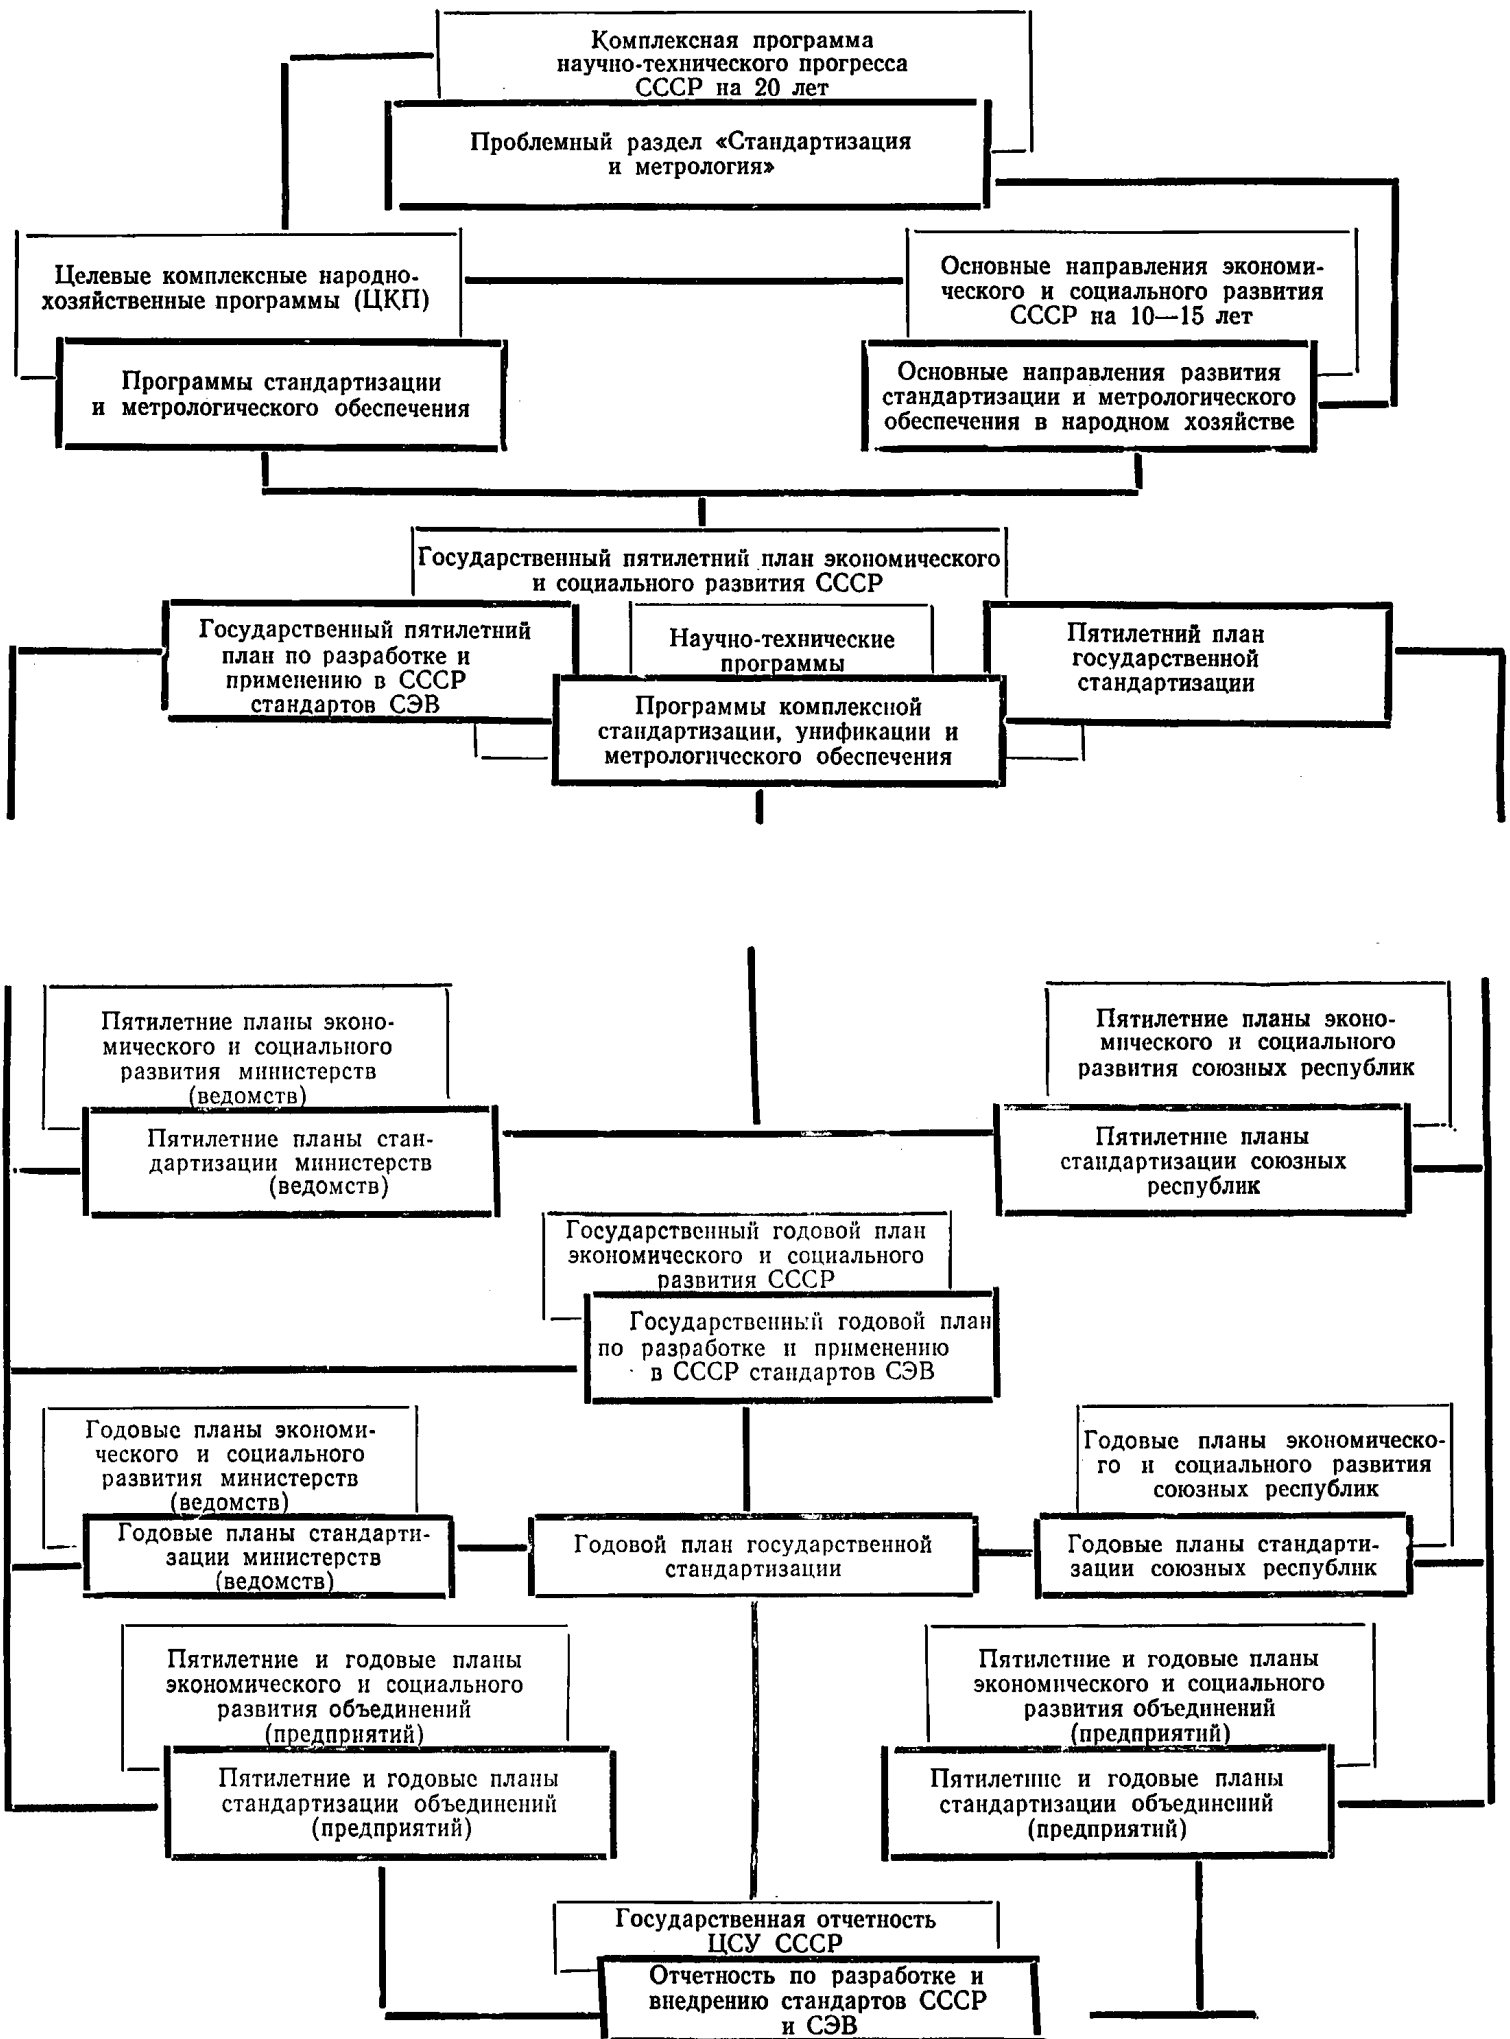 Комплексная программа
научно-технического прогресса
СССР на 20 лет
Проблемный раздел «Стандартизация
и метрология»
Целевые комплексные народно-
хозяйственные программы (ЦКП)
Программы стандартизации
и метрологического обеспечения
Основные направления экономи-
ческого и социального развития
СССР на 10—15 лет
Основные направления развития
стандартизации и метрологического
обеспечения в народном хозяйстве
Государственный пятилетний план экономического
и социального развития СССР
Государственный пятилетний
план по разработке и
применению в СССР
стандартов СЭВ
Научно-технические
программы
Программы комплексной
стандартизации, унификации и
метрологического обеспечения
Пятилетний план
государственной
стандартизации
Пятилетние планы эконо-
мического и социального
развития министерств
(ведомств)
Пятилетние планы стан-
дартизации министерств
(ведомств)
Пятилетние планы эконо-
мического и социального
развития союзных республик
Пятилетние планы
стандартизации союзных
республик
Государственный годовой план
экономического и социального
развития СССР
Государственный годовой план
по разработке и применению
в СССР стандартов СЭВ
Годовые планы экономи-
ческого и социального
развития министерств
(ведомств)
Годовые планы стандарти-
зации министерств
(ведомств)
Годовой план государственной
стандартизации
Годовые планы экономическо-
го и социального развития
союзных республик
Годовые планы стандарти-
зации союзных республик
Пятилетние и годовые планы
экономического и социального
развития объединений
(предприятий)
Пятилетние и годовые планы
стандартизации объединений
(предприятий)
Пятилетние и годовые планы
экономического и социального
развития объединений
(предприятий)
Пятилетние и годовые планы
стандартизации объединений
(предприятий)
Государственная отчетность
ЦСУ СССР
Отчетность по разработке и
внедрению стандартов СССР
и СЭВ